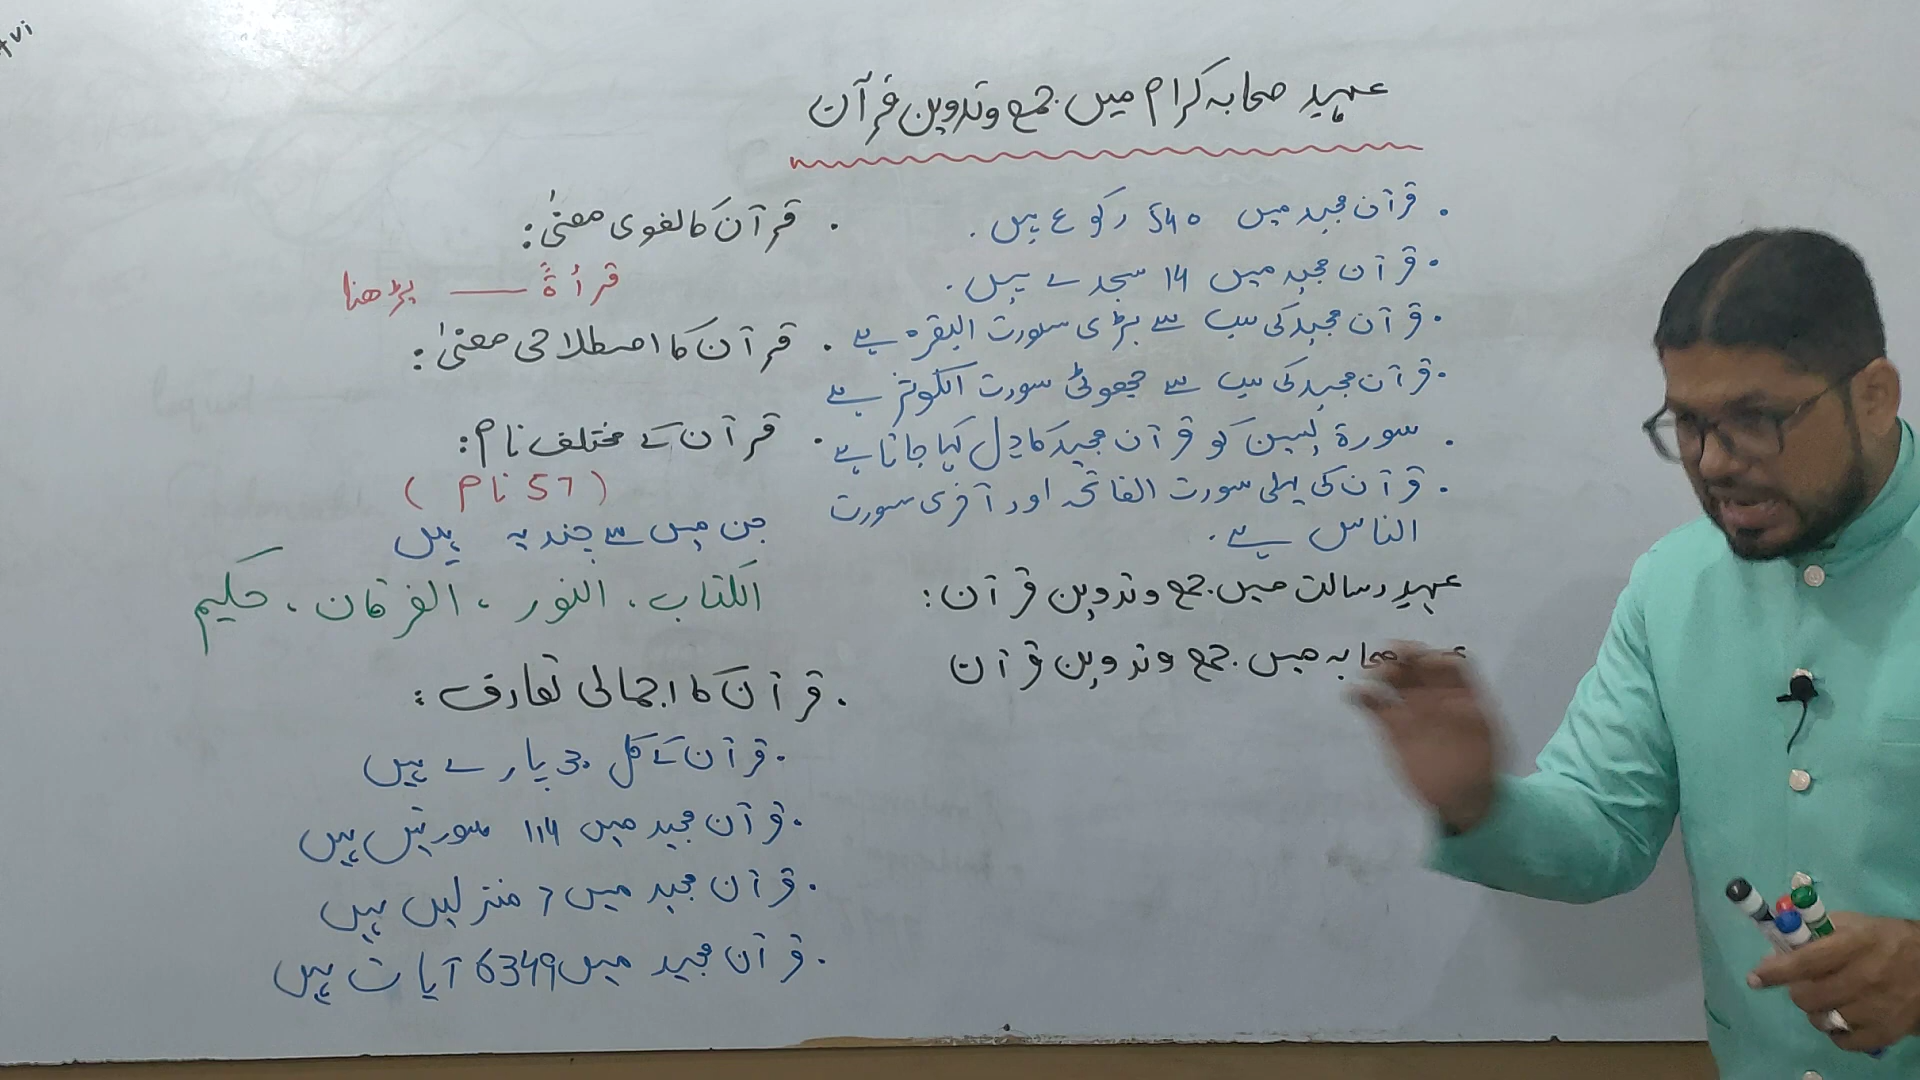 عہدِ صحابہ کرام میں جمع و تدوین قرآن
. قرآن مجید میں 540 رکوع ہیں .
. قرآن مجید میں 14 سجدے ہیں .
. قرآن مجید کی سب سے بڑی سورت البقرہ ہے
. قرآن مجید کی سب سے چھوٹی سورت الکوثر ہے
. سورۃ یٰسین کو قرآن مجید کا دل کہا جاتا ہے
. قرآن کی پہلی سورت الفاتحہ اور آخری سورت
الناس ہے .
عہدِ رسالت میں جمع و تدوین قرآن :
صحابہ میں جمع و تدوین قرآن
. قرآن کا لغوی معنیٰ :
قرأۃً — پڑھنا
. قرآن کا اصطلاحی معنیٰ :
. قرآن کے مختلف نام :
( 57 نام )
جن میں سے چند یہ ہیں
الکتاب ، النور ، الفرقان ، حکیم
. قرآن کا اجمالی تعارف :
. قرآن کے کل 30 پارے ہیں
. قرآن مجید میں 114 سورتیں ہیں
. قرآن مجید میں 7 منزلیں ہیں
. قرآن مجید میں 6349 آیات ہیں